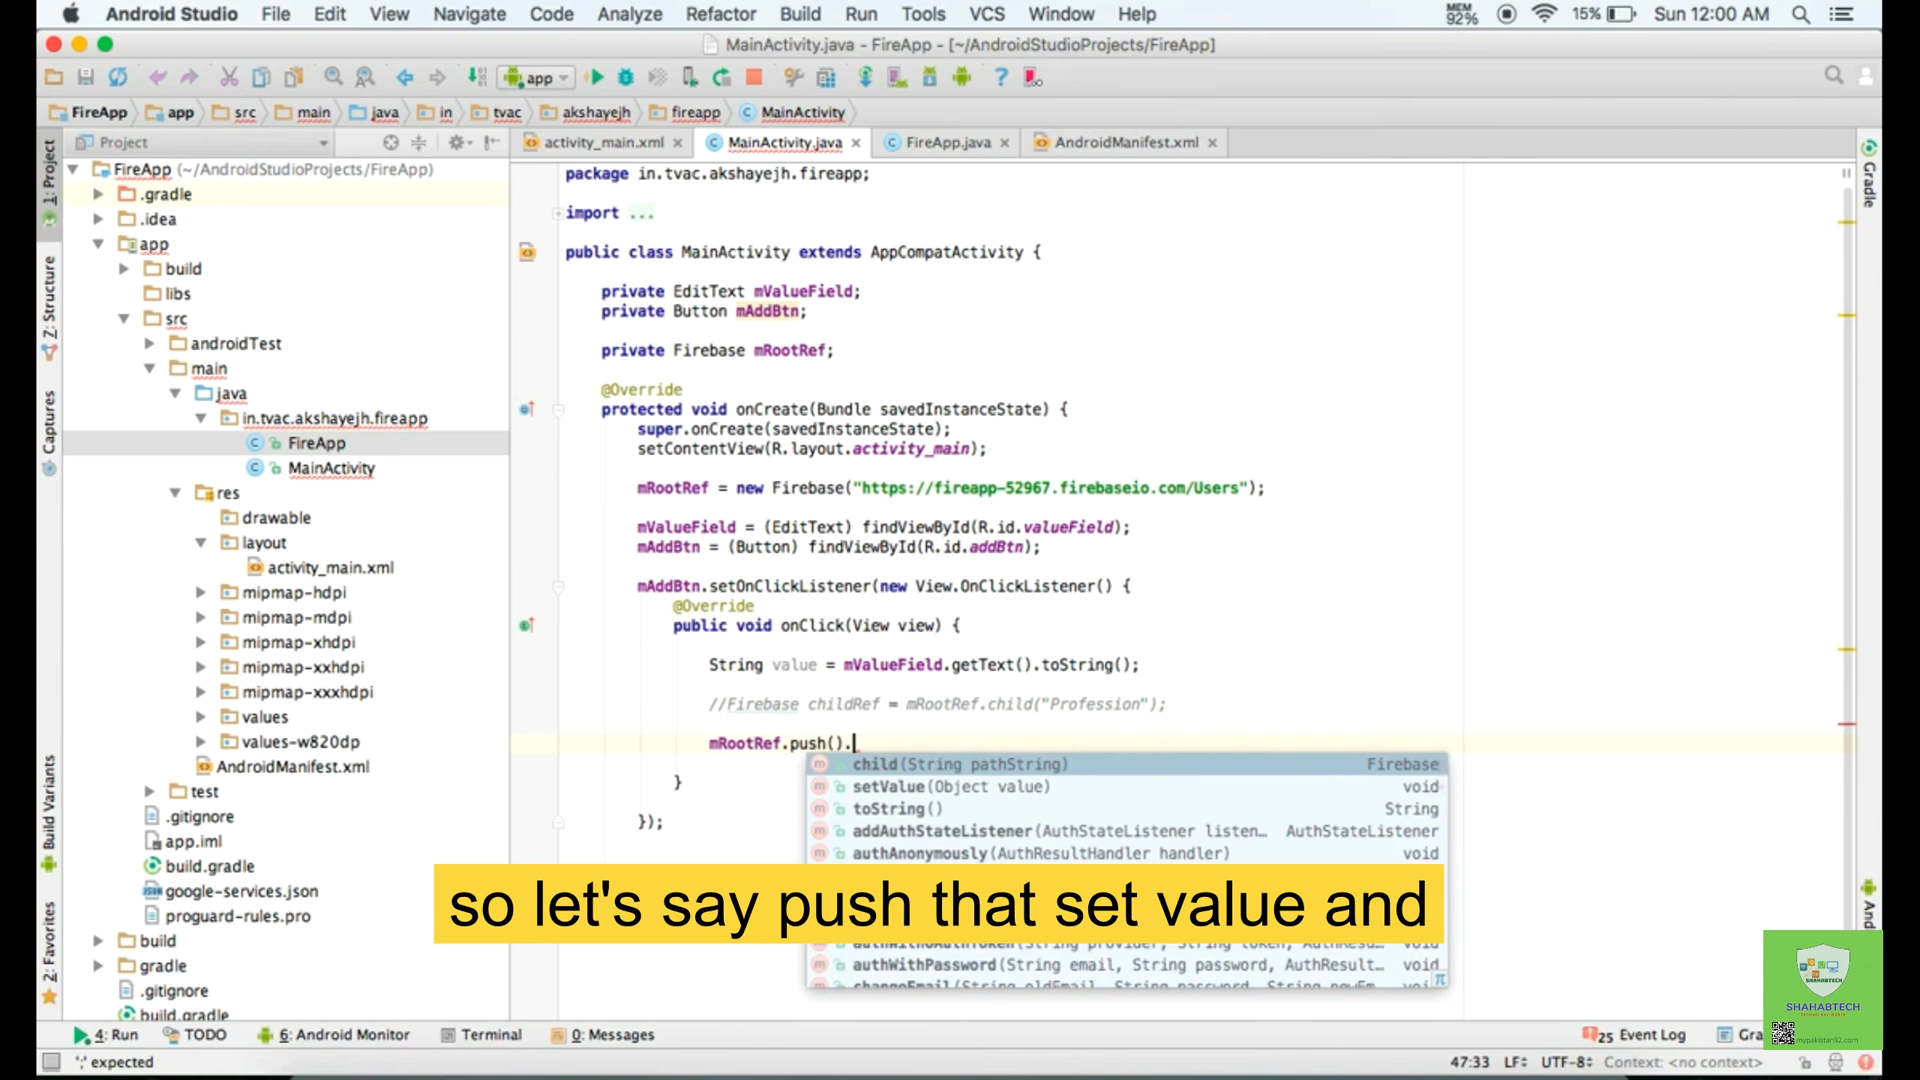 Android Studio File Edit View Navigate Code Analyze Refactor Build Run Tools VCS Window Help MEM 92% 15% Sun 12:00 AM
MainActivity.java - FireApp - [~/AndroidStudioProjects/FireApp]
app
FireApp app src main java in tvac akshayejh fireapp MainActivity
Project activity_main.xml MainActivity.java FireApp.java AndroidManifest.xml
1: Project
Z: Structure
Captures
Build Variants
2: Favorites
Gradle
FireApp (~/AndroidStudioProjects/FireApp)
.gradle
.idea
app
build
libs
src
androidTest
main
java
in.tvac.akshayejh.fireapp
FireApp
MainActivity
res
drawable
layout
activity_main.xml
mipmap-hdpi
mipmap-mdpi
mipmap-xhdpi
mipmap-xxhdpi
mipmap-xxxhdpi
values
values-w820dp
AndroidManifest.xml
test
.gitignore
app.iml
build.gradle
google-services.json
proguard-rules.pro
build
gradle
.gitignore
build.gradle
package in.tvac.akshayejh.fireapp;
import ...
public class MainActivity extends AppCompatActivity {
private EditText mValueField;
private Button mAddBtn;
private Firebase mRootRef;
@Override
protected void onCreate(Bundle savedInstanceState) {
super.onCreate(savedInstanceState);
setContentView(R.layout.activity_main);
mRootRef = new Firebase("https://fireapp-52967.firebaseio.com/Users");
mValueField = (EditText) findViewById(R.id.valueField);
mAddBtn = (Button) findViewById(R.id.addBtn);
mAddBtn.setOnClickListener(new View.OnClickListener() {
@Override
public void onClick(View view) {
String value = mValueField.getText().toString();
//Firebase childRef = mRootRef.child("Profession");
mRootRef.push().
}
});
child(String pathString) Firebase
setValue(Object value) void
toString() String
addAuthStateListener(AuthStateListener listen… AuthStateListener
authAnonymously(AuthResultHandler handler) void
so let's say push that set value and
authWithPassword(String email, String password, AuthResult… void
And
SHAHABTECH
mypakistan92.com
4: Run TODO 6: Android Monitor Terminal 0: Messages 25 Event Log Gra
';' expected 47:33 LF UTF-8 Context: <no context>